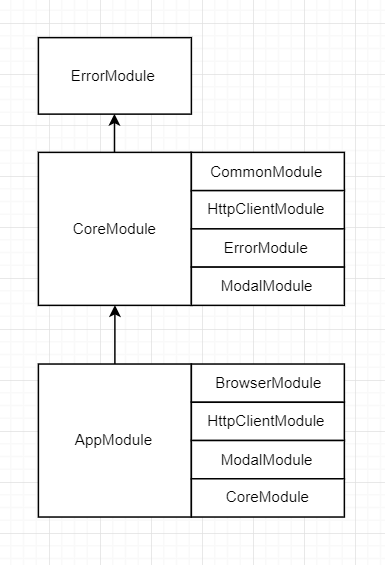 ErrorModule
CoreModule
CommonModule
HttpClientModule
ErrorModule
ModalModule
AppModule
BrowserModule
HttpClientModule
ModalModule
CoreModule